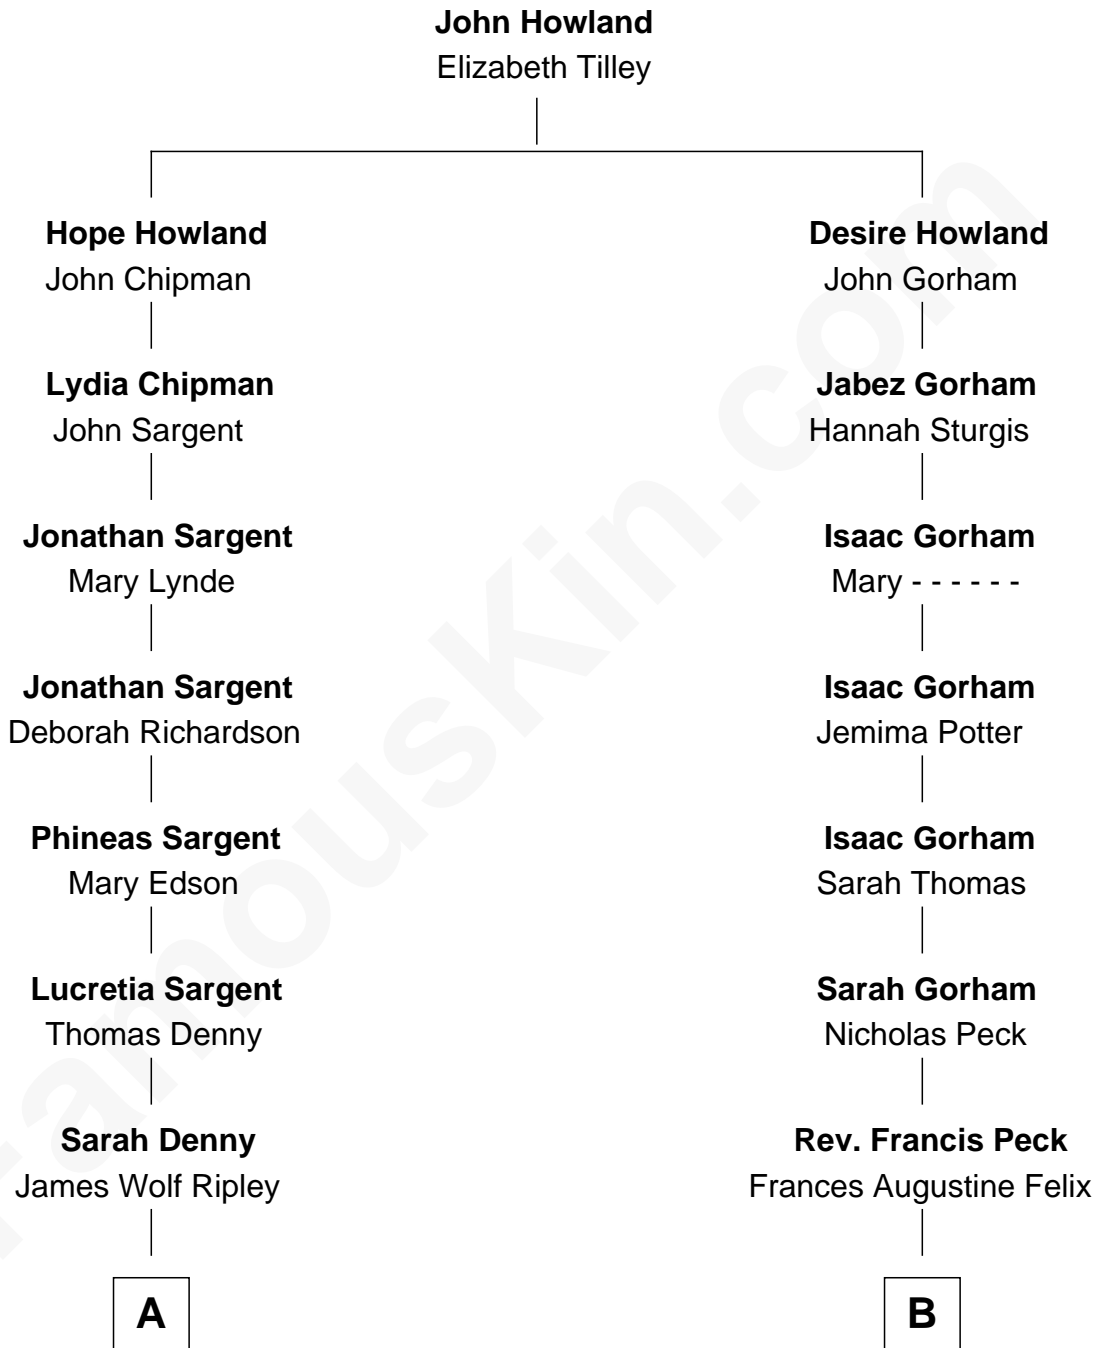 John Howland
Elizabeth Tilley
Hope Howland
John Chipman
Desire Howland
John Gorham
Lydia Chipman
John Sargent
Jabez Gorham
Hannah Sturgis
Jonathan Sargent
Mary Lynde
Isaac Gorham
Mary - - - - - -
Jonathan Sargent
Deborah Richardson
Isaac Gorham
Jemima Potter
Phineas Sargent
Mary Edson
Isaac Gorham
Sarah Thomas
Lucretia Sargent
Thomas Denny
Sarah Gorham
Nicholas Peck
Sarah Denny
James Wolf Ripley
Rev. Francis Peck
Frances Augustine Felix
A
B
FamousKin.com